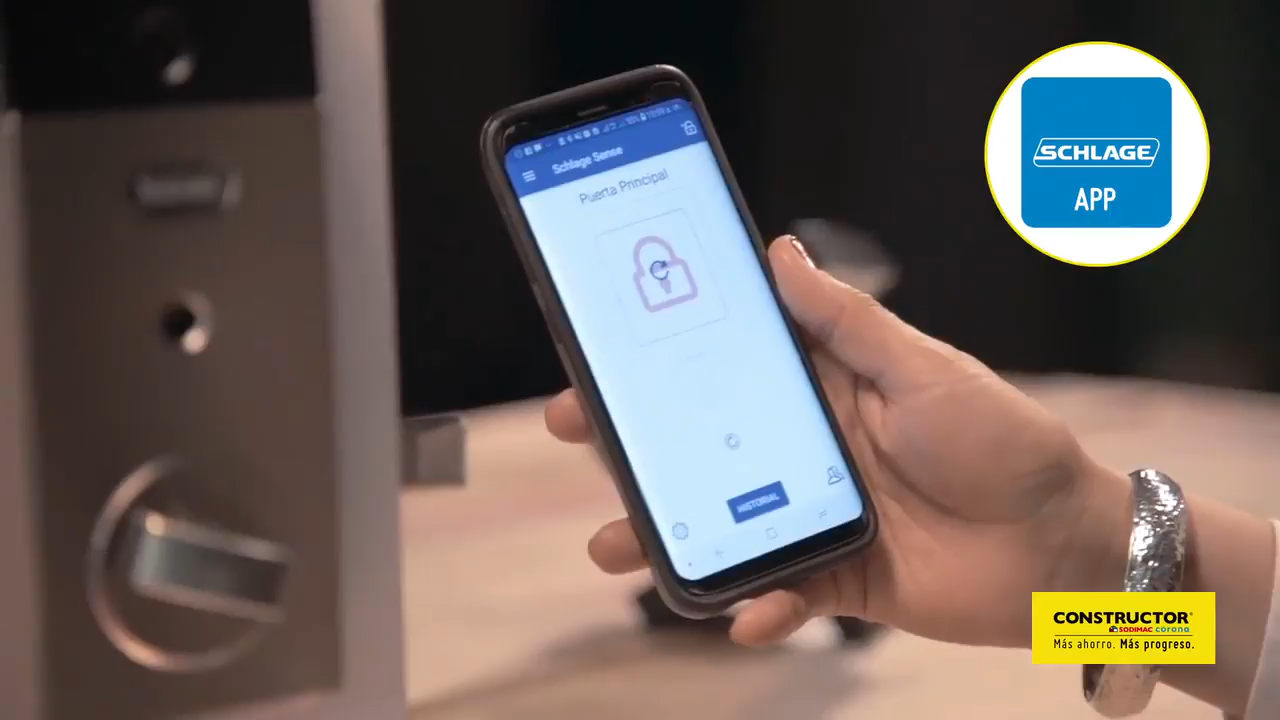 Schlage Sense
Puerta Principal
HISTORIAL
SCHLAGE
APP
CONSTRUCTOR
SODIMAC corona
Más ahorro. Más progreso.